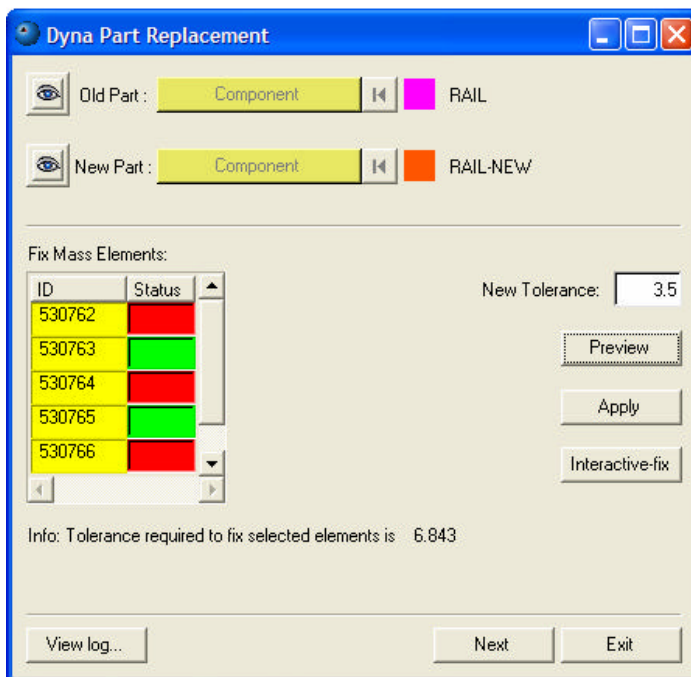 Dyna Part Replacement
Old Part : Component RAIL
New Part : Component RAIL-NEW
Fix Mass Elements:
ID Status
New Tolerance: 3.5
530762
530763
Preview
530764
530765
Apply
530766
Interactive-fix
Info: Tolerance required to fix selected elements is 6.843
View log... Next Exit